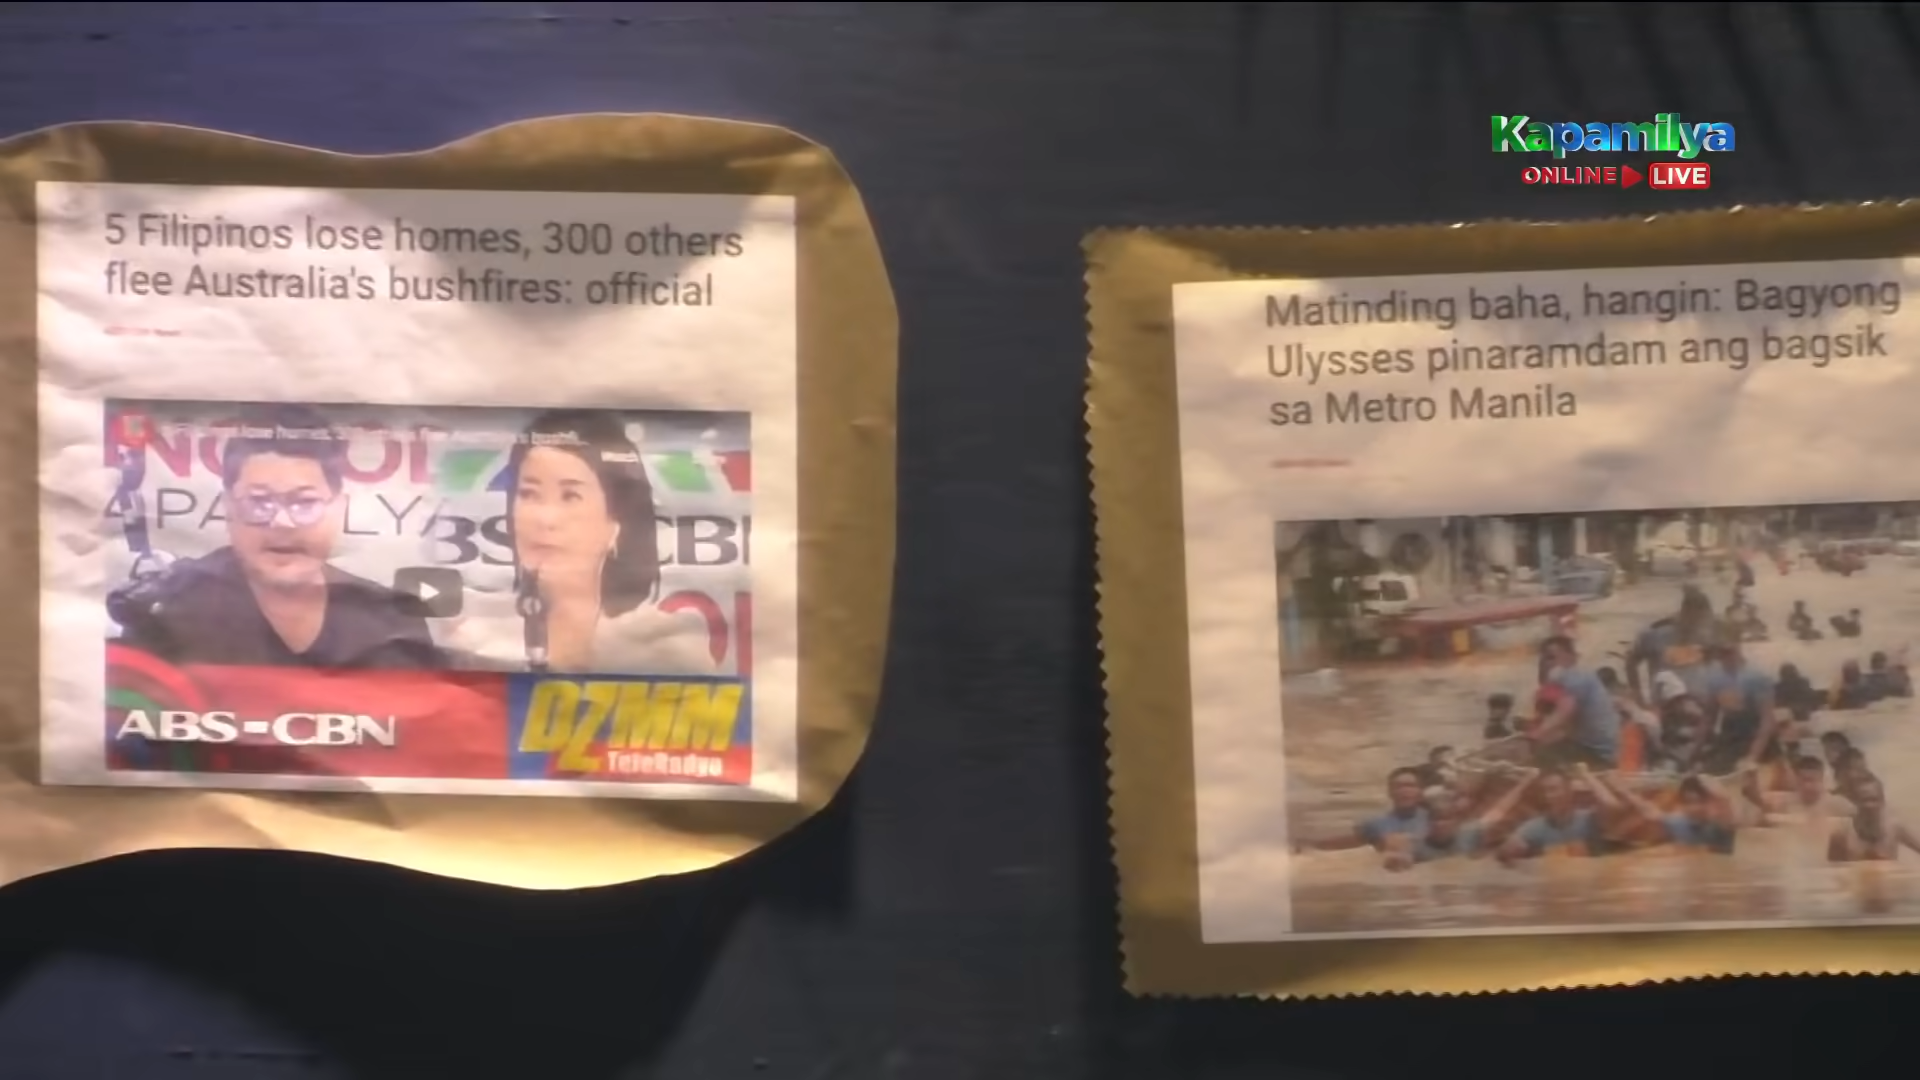 Kapamilya
ONLINE LIVE
5 Filipinos lose homes, 300 others
flee Australia's bushfires: official
ABS-CBN
DZMM
TeleRadyo
Matinding baha, hangin: Bagyong
Ulysses pinaramdam ang bagsik
sa Metro Manila